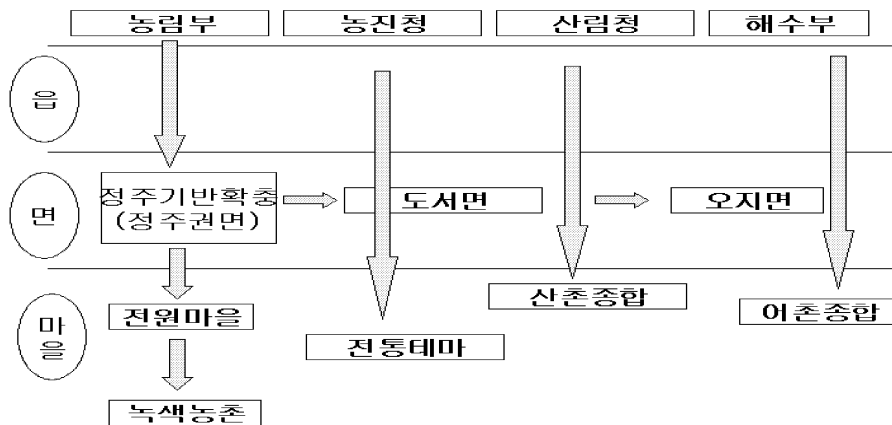 농림부 농진청 산림청 해수부
읍
면
정주기반확충
(정주권면)
도서면
오지면
마
을
전원마을
산촌종합
어촌종합
전통테마
녹색농촌